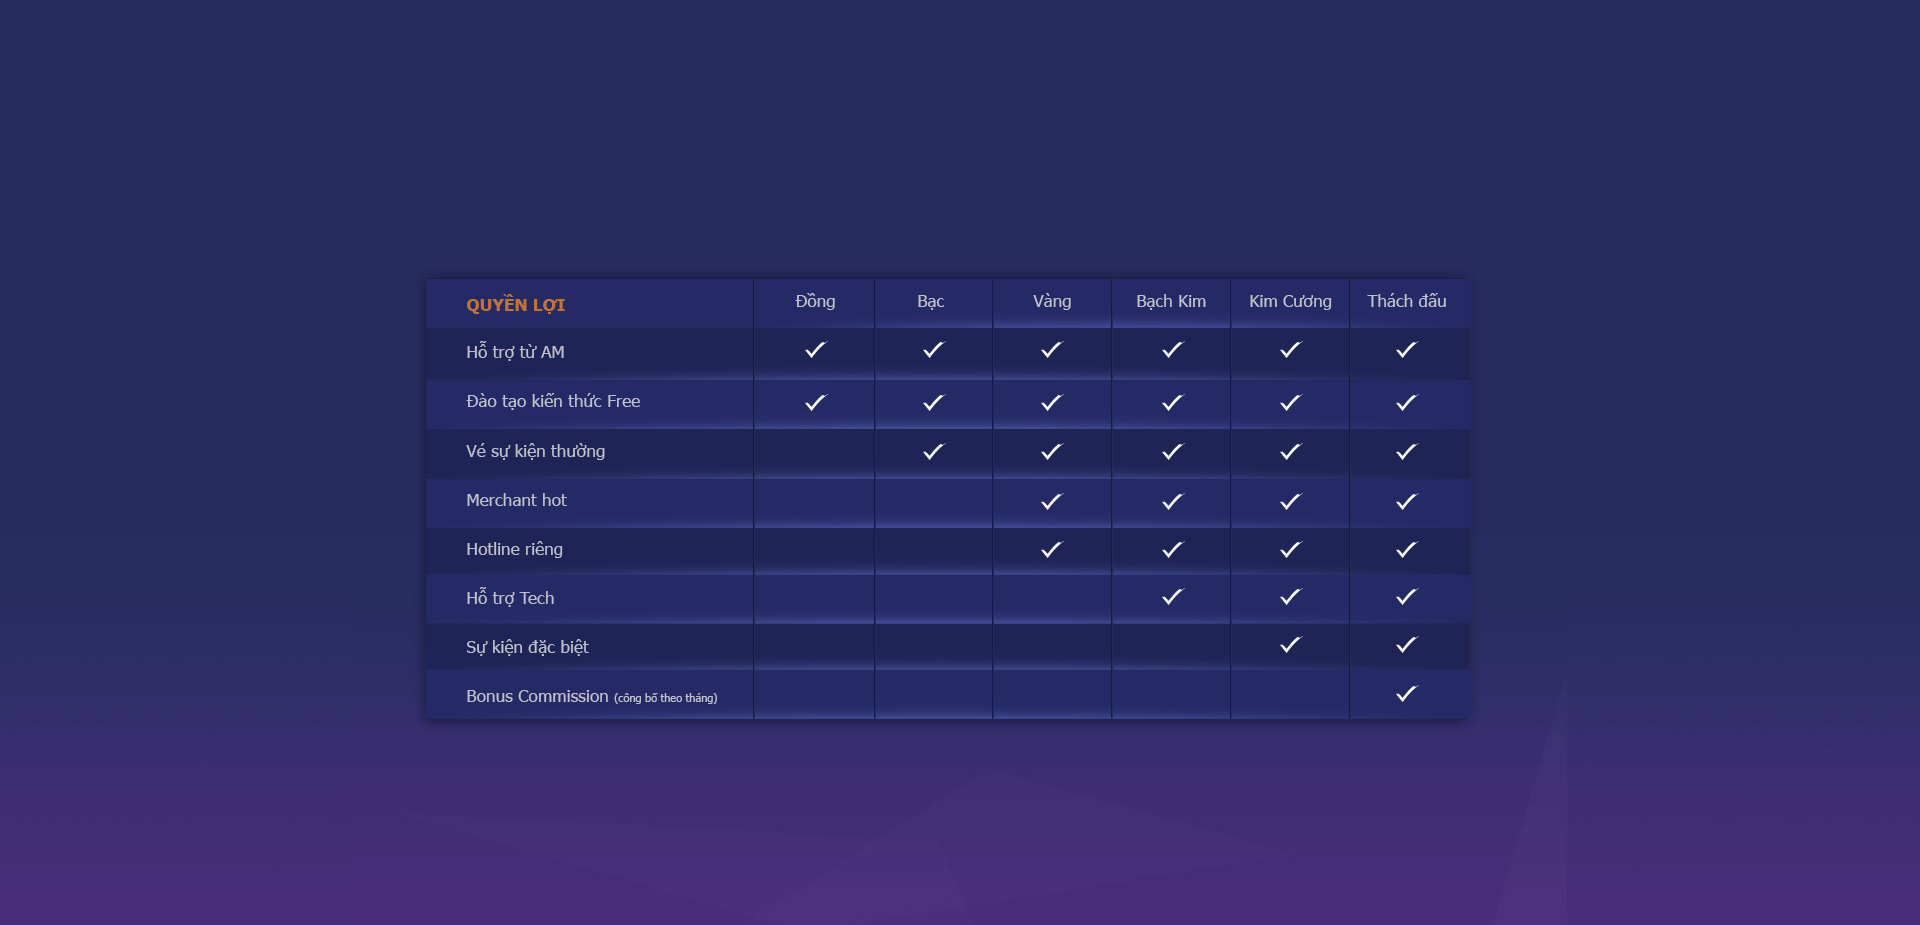 QUYỀN LỢI Đồng Bạc Vàng Bạch Kim Kim Cương Thách đấu
Hỗ trợ từ AM ✓ ✓ ✓ ✓ ✓ ✓
Đào tạo kiến thức Free ✓ ✓ ✓ ✓ ✓ ✓
Vé sự kiện thường ✓ ✓ ✓ ✓ ✓
Merchant hot ✓ ✓ ✓ ✓
Hotline riêng ✓ ✓ ✓ ✓
Hỗ trợ Tech ✓ ✓ ✓
Sự kiện đặc biệt ✓ ✓
Bonus Commission (công bố theo tháng) ✓